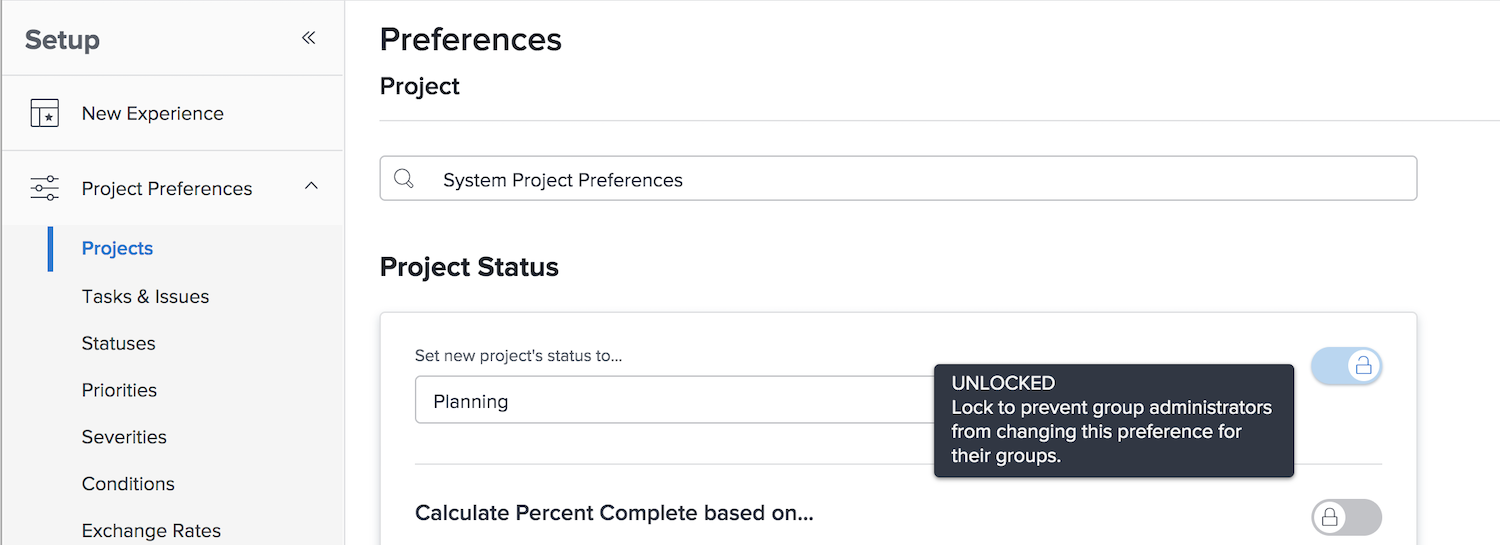 Setup
New Experience
Project Preferences
Projects
Tasks & Issues
Statuses
Priorities
Severities
Conditions
Exchange Rates
Preferences
Project
System Project Preferences
Project Status
Set new project's status to...
Planning
UNLOCKED
Lock to prevent group administrators
from changing this preference for
their groups.
Calculate Percent Complete based on...